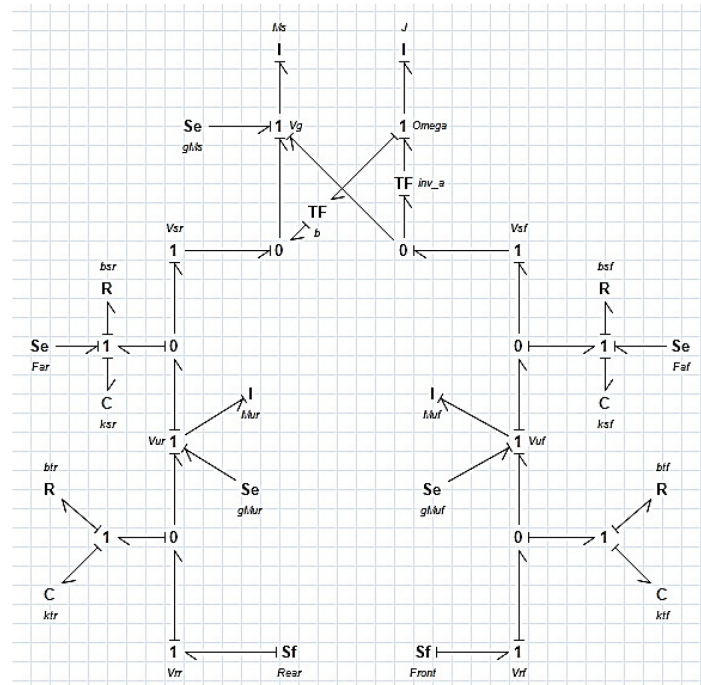 Ms J
I I
Se 1 Vg 1 Omega
gMs
TF inv_a
TF
b
Vsr Vsf
1 0 0 1
bsr bsf
R R
Se 1 0 0 1 Se
Far Faf
C C
ksr ksf
I I
Mur Muf
Vur 1 1 Vuf
btr btf
R Se Se R
gMur gMuf
1 0 0 1
C C
ktr ktf
1 Sf Sf 1
Vrr Rear Front Vrf